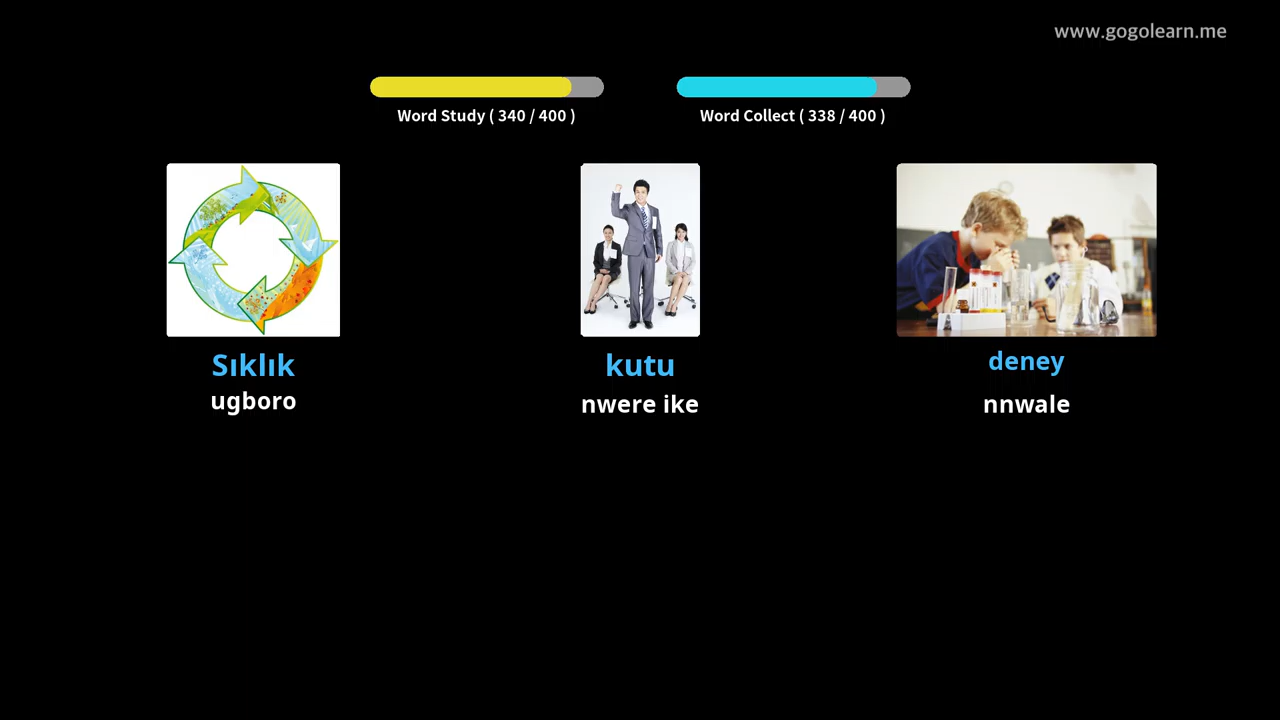 www.gogolearn.me
Word Study ( 340 / 400 )
Word Collect ( 338 / 400 )
Sıklık
ugboro
kutu
nwere ike
deney
nnwale